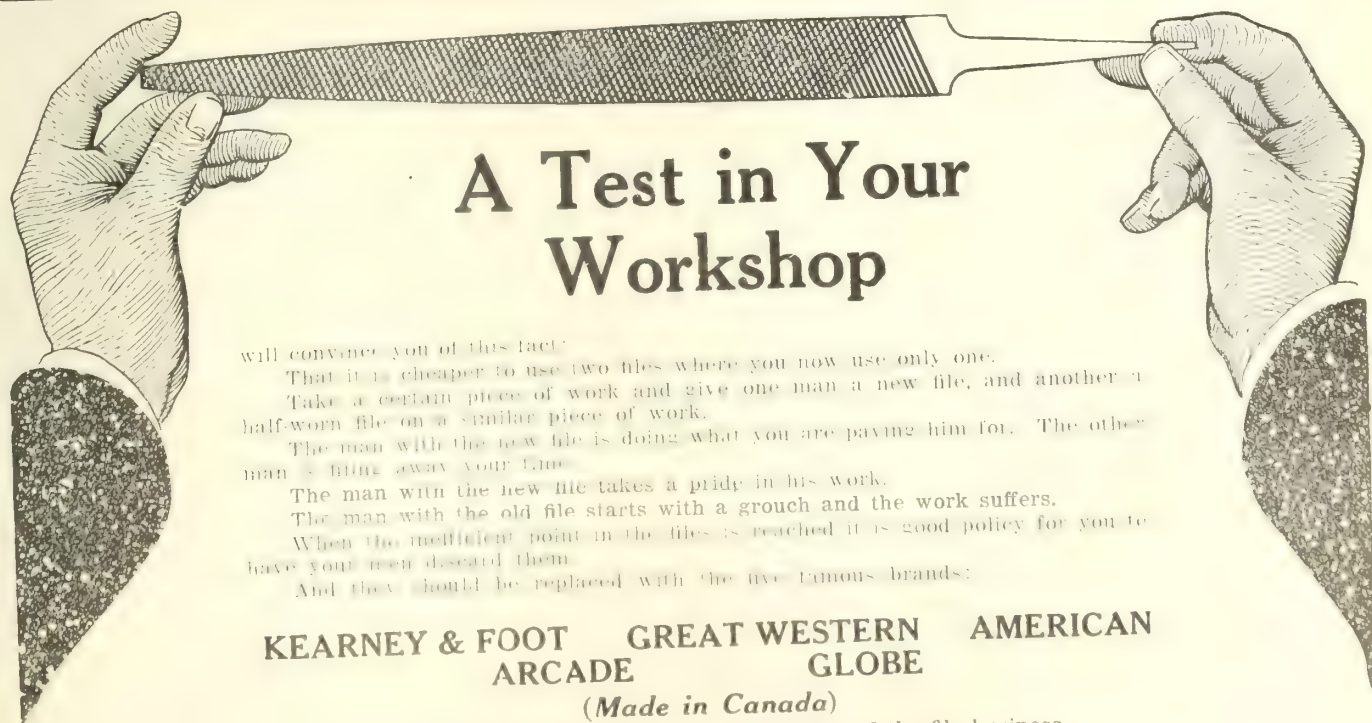 A Test in Your
Workshop
will convince you of this fact:
That it is cheaper to use two files where you now use only one.
Take a certain piece of work and give one man a new file, and another a
half-worn file on a similar piece of work.
The man with the new file is doing what you are paying him for. The other
man is filing away your time.
The man with the new file takes a pride in his work.
The man with the old file starts with a grouch and the work suffers.
When the inefficient point in the files is reached it is good policy for you to
have your men discard them.
And they should be replaced with the five famous brands:
KEARNEY & FOOT GREAT WESTERN AMERICAN
ARCADE GLOBE
(Made in Canada)
file business